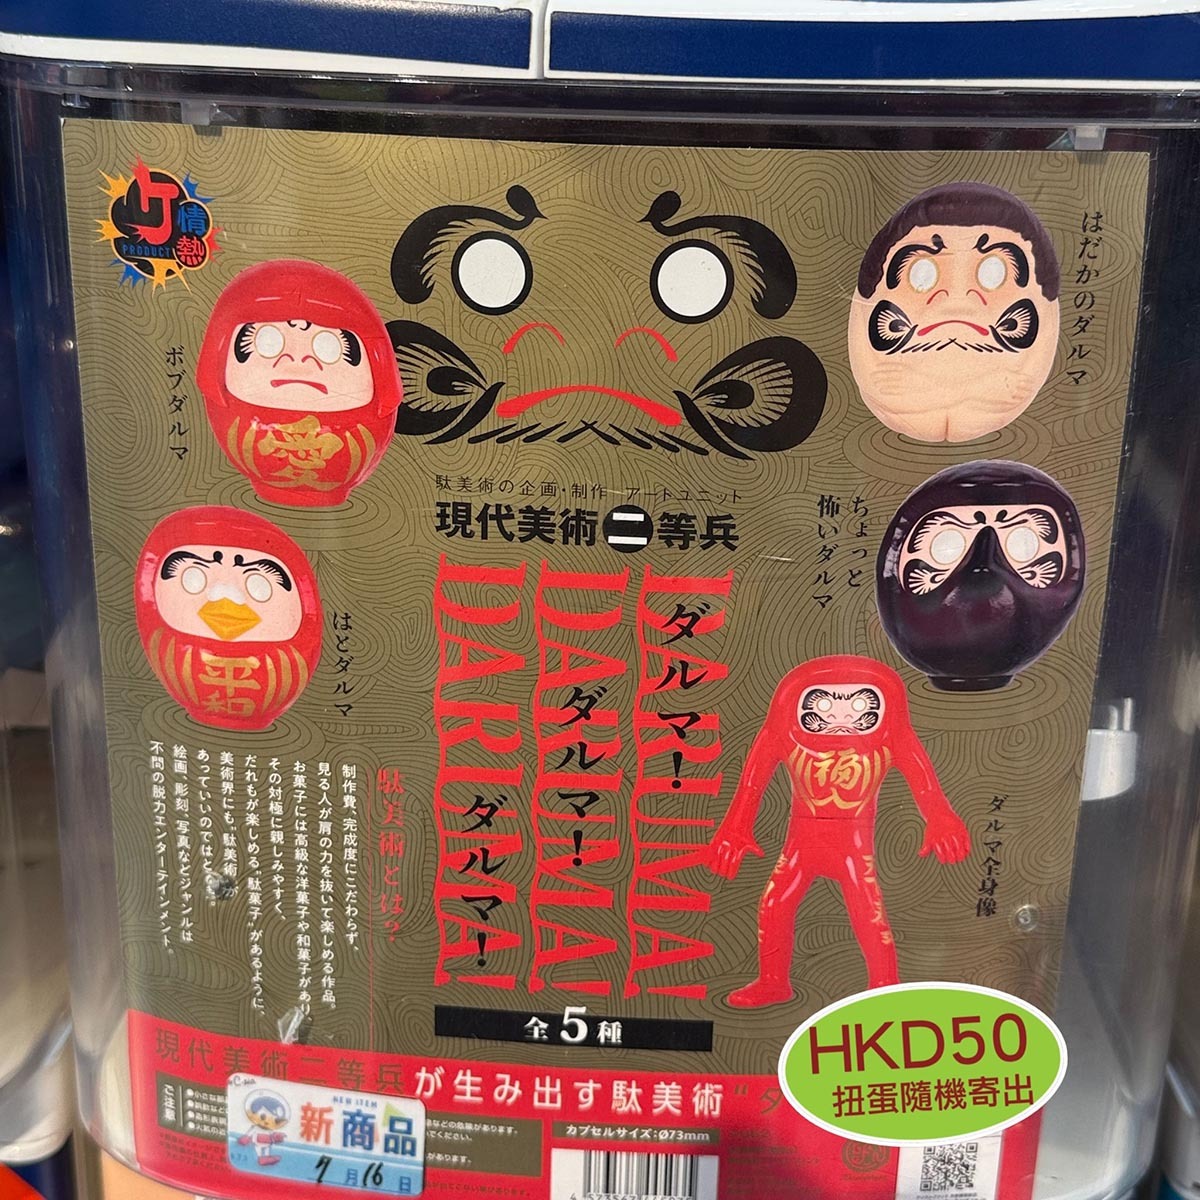 ケ
情熱
PRODUCT
はだかのダルマ
ボブダルマ
愛
駄美術の企画・制作 アートユニット
現代美術二等兵
ちょっと
怖いダルマ
はとダルマ
平和
ダルマ!
ダルマ!
ダルマ!
DARUMA!
DARUMA!
DARUMA!
福
ダルマ全身像
駄美術とは?
制作費、完成度にこだわらず、
見る人が肩の力を抜いて楽しめる作品。
お菓子には高級な洋菓子や和菓子があり、
その対極に親しみやすく、
だれもが楽しめる“駄菓子”があるように、
美術界にも“駄美術”が
あっていいのではと
絵画、彫刻、写真などジャンルは
不問の脱力エンターテインメント。
全5種
HKD50
扭蛋隨機寄出
現代美術二等兵が生み出す駄美術“ダ
ご注意
NEW ITEM
新商品
7月16日
カプセルサイズ:Ø73mm